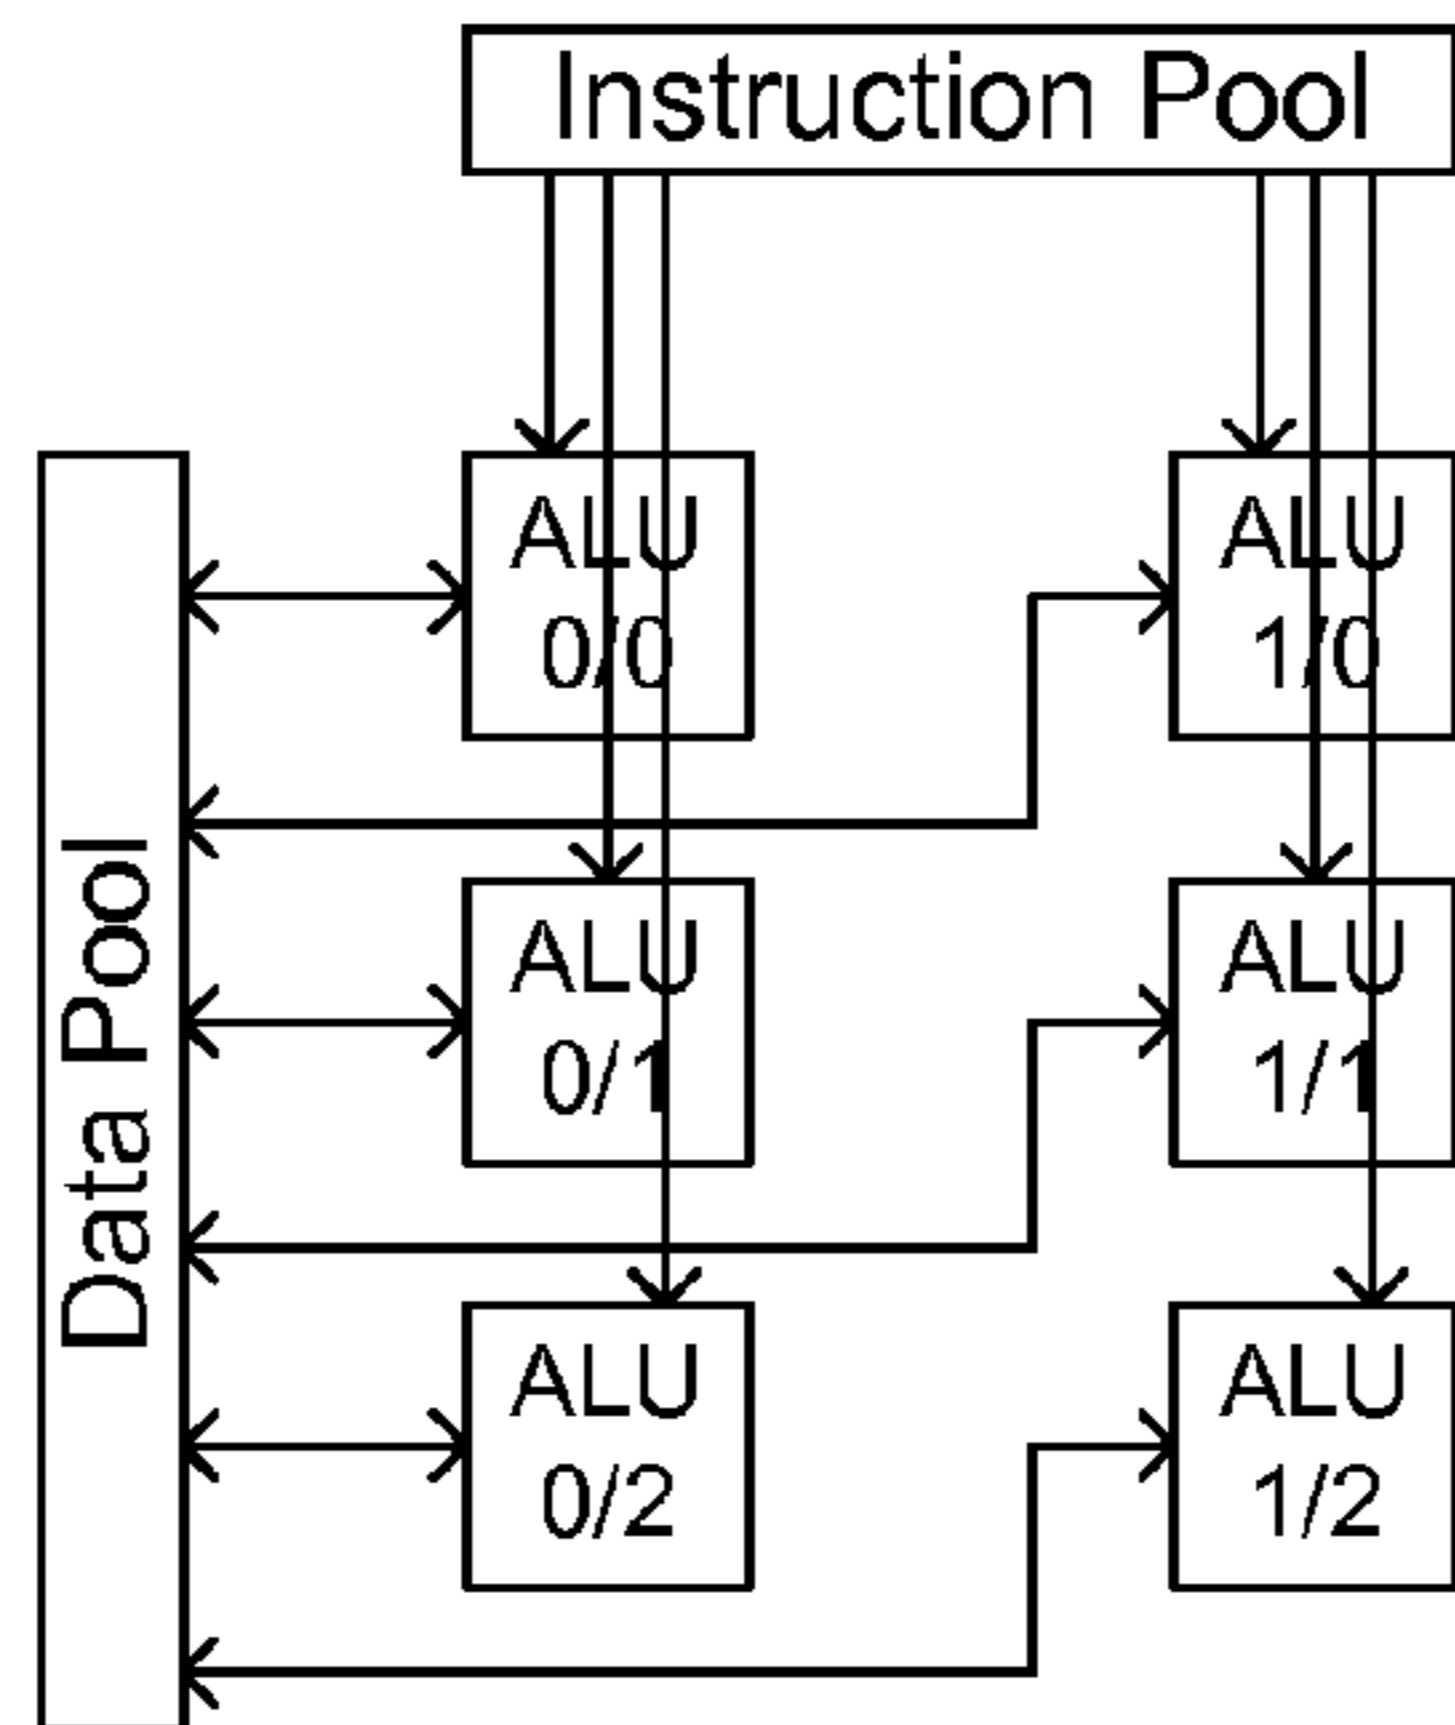 Instruction Pool
Data Pool
ALU
0/0
ALU
1/0
ALU
0/1
ALU
1/1
ALU
0/2
ALU
1/2